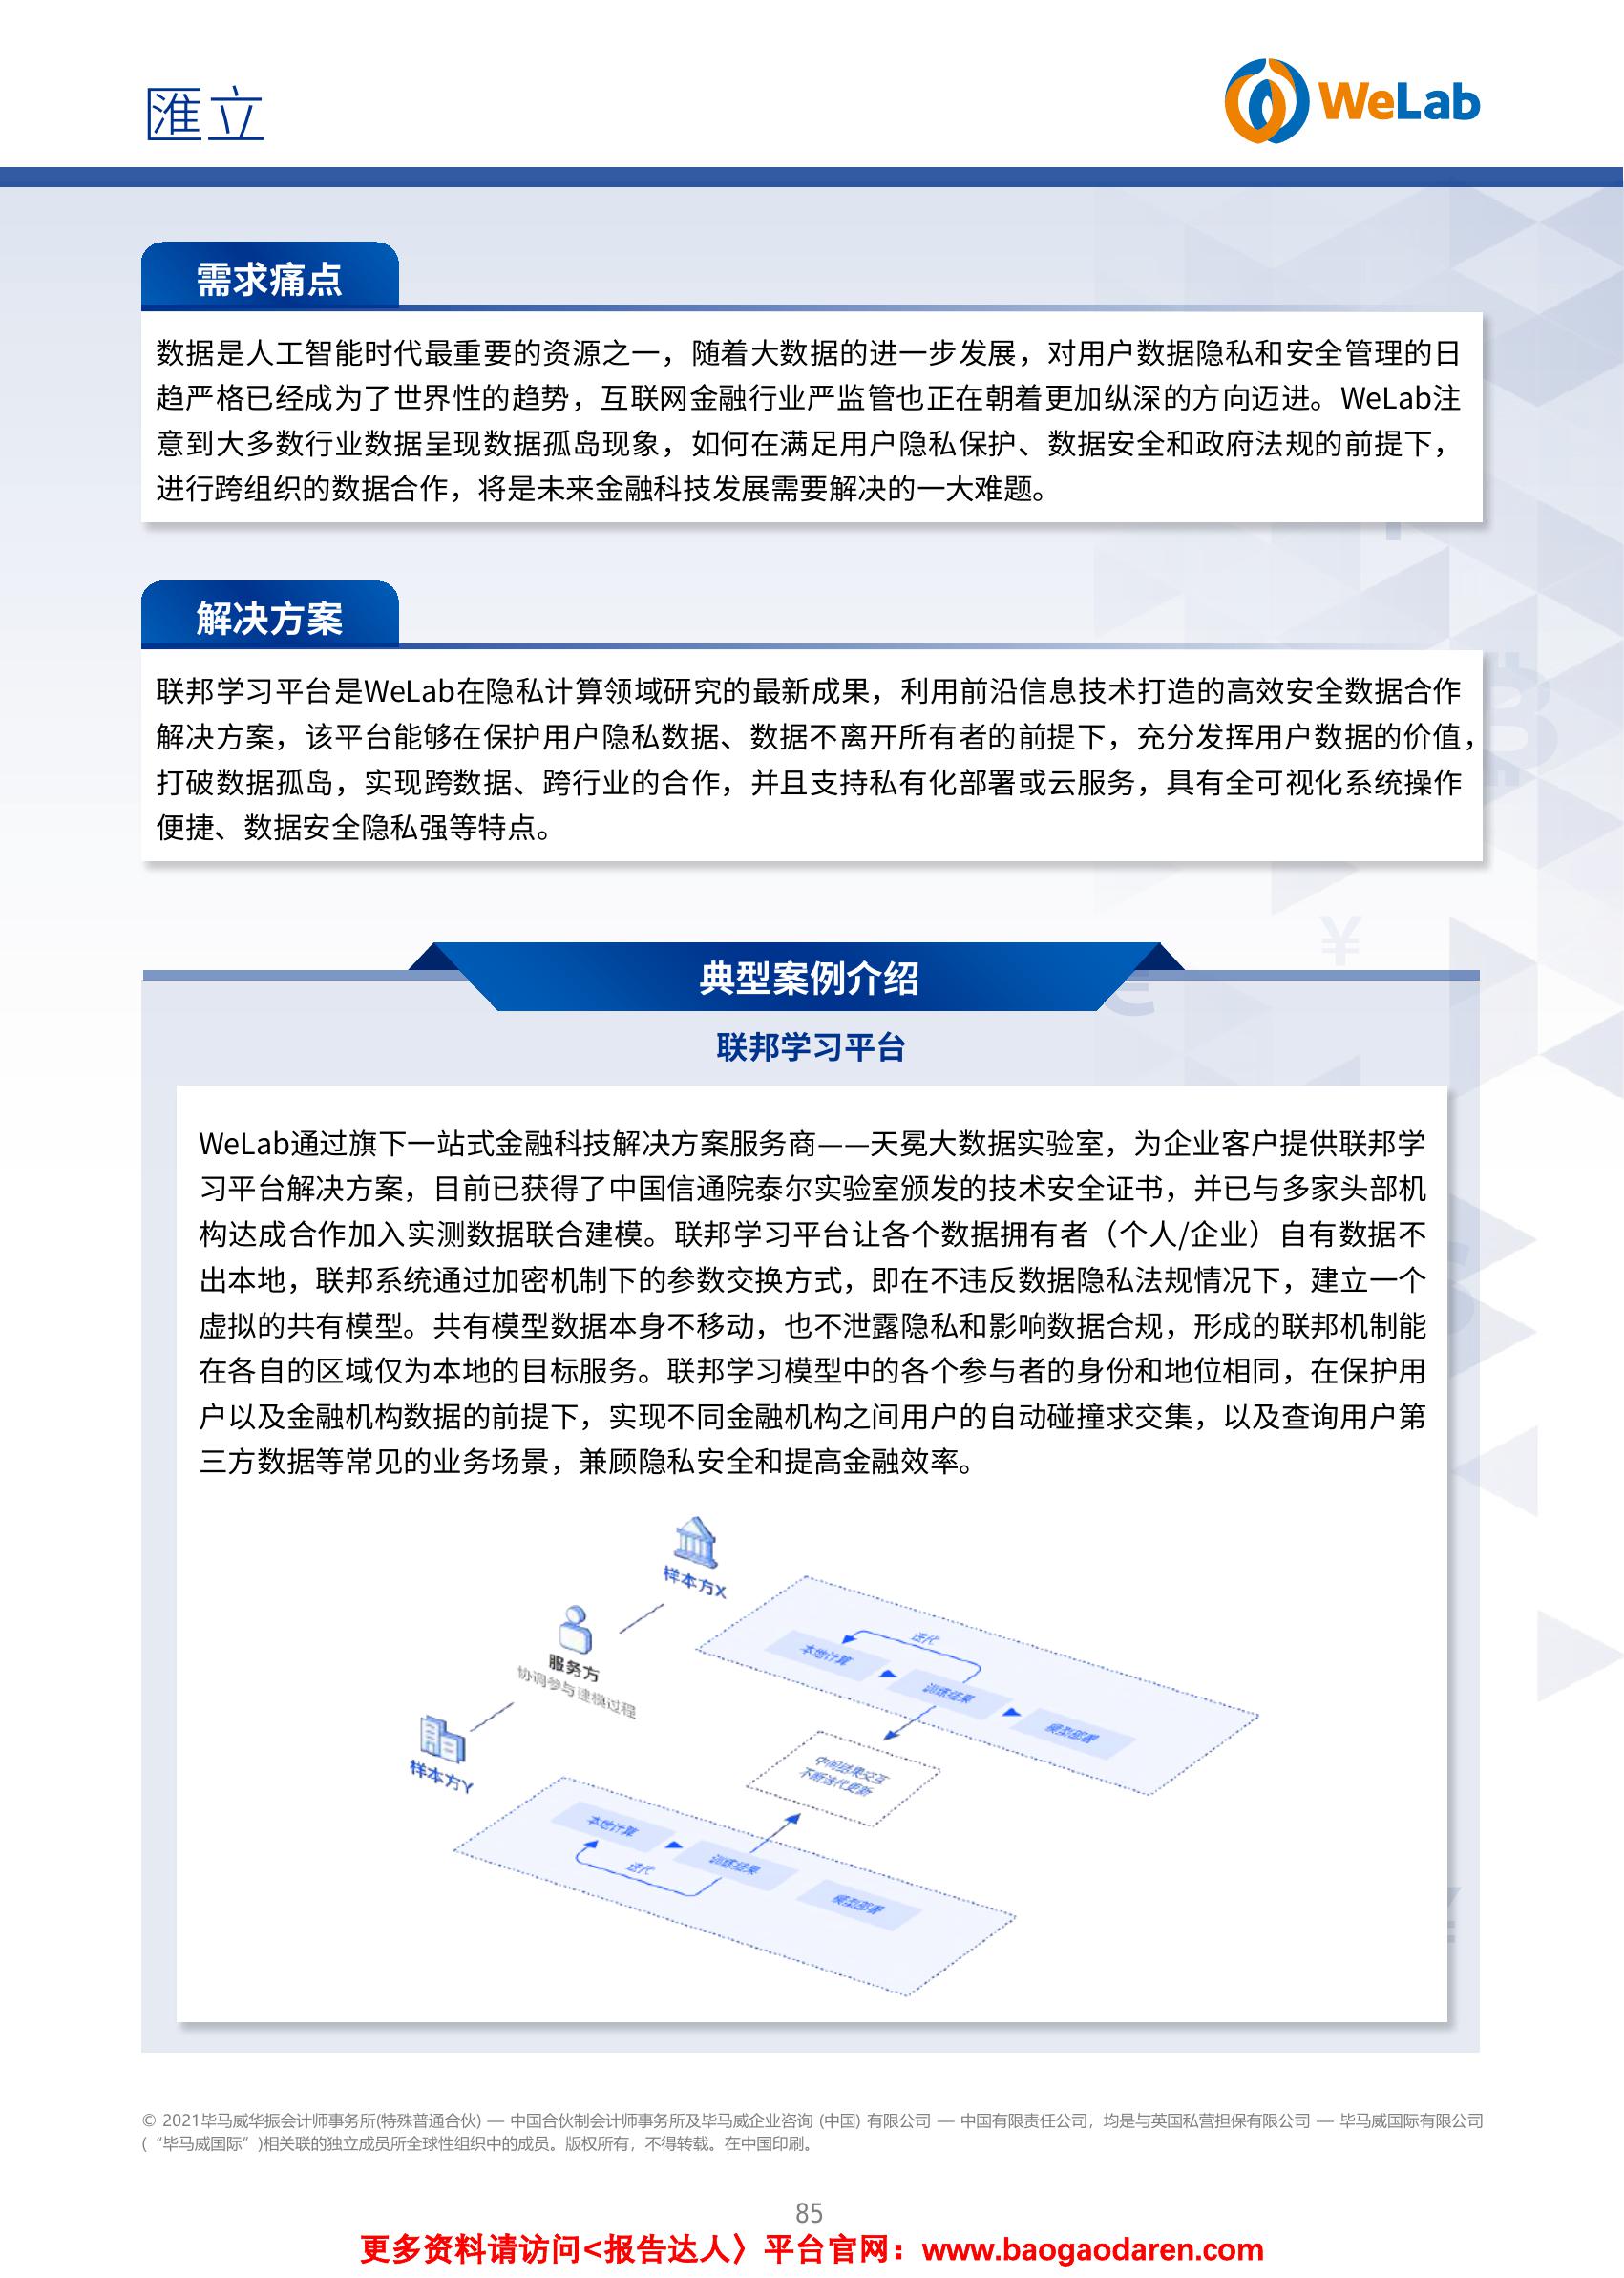 匯立
WeLab
需求痛点
数据是人工智能时代最重要的资源之一，随着大数据的进一步发展，对用户数据隐私和安全管理的日
趋严格已经成为了世界性的趋势，互联网金融行业严监管也正在朝着更加纵深的方向迈进。WeLab注
意到大多数行业数据呈现数据孤岛现象，如何在满足用户隐私保护、数据安全和政府法规的前提下，
进行跨组织的数据合作，将是未来金融科技发展需要解决的一大难题。
解决方案
联邦学习平台是WeLab在隐私计算领域研究的最新成果，利用前沿信息技术打造的高效安全数据合作
解决方案，该平台能够在保护用户隐私数据、数据不离开所有者的前提下，充分发挥用户数据的价值，
打破数据孤岛，实现跨数据、跨行业的合作，并且支持私有化部署或云服务，具有全可视化系统操作
便捷、数据安全隐私强等特点。
典型案例介绍
联邦学习平台
WeLab通过旗下一站式金融科技解决方案服务商——天冕大数据实验室，为企业客户提供联邦学
习平台解决方案，目前已获得了中国信通院泰尔实验室颁发的技术安全证书，并已与多家头部机
构达成合作加入实测数据联合建模。联邦学习平台让各个数据拥有者（个人/企业）自有数据不
出本地，联邦系统通过加密机制下的参数交换方式，即在不违反数据隐私法规情况下，建立一个
虚拟的共有模型。共有模型数据本身不移动，也不泄露隐私和影响数据合规，形成的联邦机制能
在各自的区域仅为本地的目标服务。联邦学习模型中的各个参与者的身份和地位相同，在保护用
户以及金融机构数据的前提下，实现不同金融机构之间用户的自动碰撞求交集，以及查询用户第
三方数据等常见的业务场景，兼顾隐私安全和提高金融效率。
样本方X
服务方
协调参与建模过程
样本方Y
迭代
本地计算
训练结果
模型部署
中间结果交互
不断迭代更新
本地计算
训练结果
迭代
模型部署
© 2021毕马威华振会计师事务所(特殊普通合伙) — 中国合伙制会计师事务所及毕马威企业咨询 (中国) 有限公司 — 中国有限责任公司，均是与英国私营担保有限公司 — 毕马威国际有限公司
(“毕马威国际”)相关联的独立成员所全球性组织中的成员。版权所有，不得转载。在中国印刷。
85
更多资料请访问<报告达人〉平台官网：www.baogaodaren.com